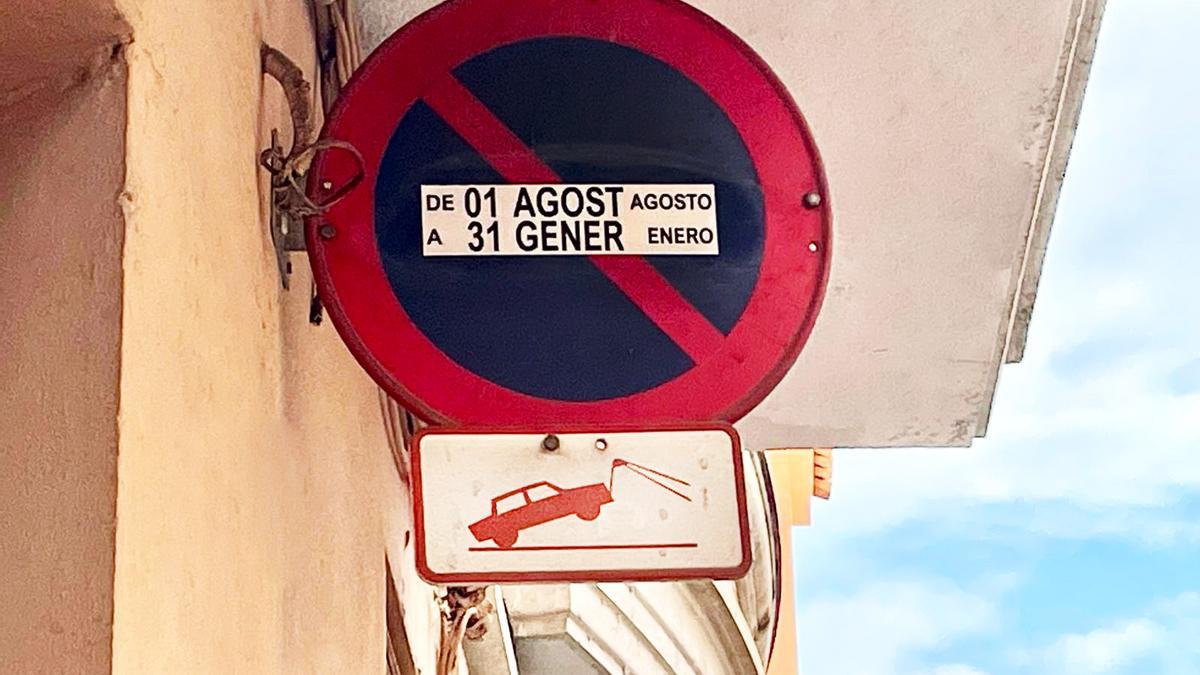 DE 01 AGOST AGOSTO
A 31 GENER ENERO